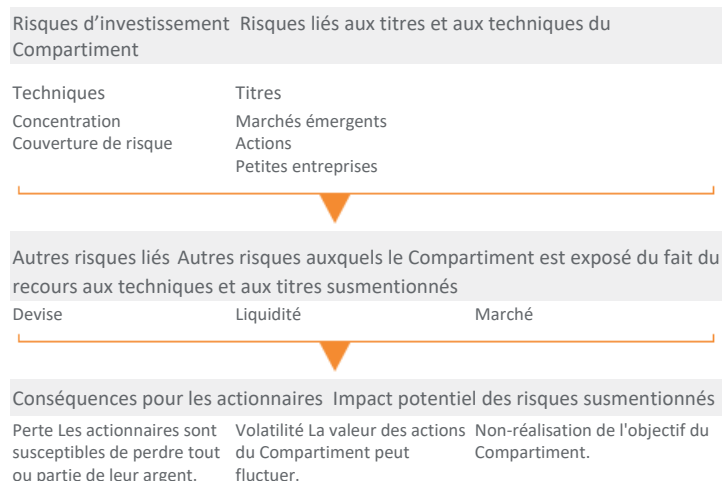 Risques d’investissement Risques liés aux titres et aux techniques du
Compartiment
Techniques
Concentration
Couverture de risque
Titres
Marchés émergents
Actions
Petites entreprises
Autres risques liés Autres risques auxquels le Compartiment est exposé du fait du
recours aux techniques et aux titres susmentionnés
Devise
Liquidité
Marché
Conséquences pour les actionnaires Impact potentiel des risques susmentionnés
Perte Les actionnaires sont
susceptibles de perdre tout
ou partie de leur argent.
Volatilité La valeur des actions
du Compartiment peut
fluctuer.
Non-réalisation de l'objectif du
Compartiment.